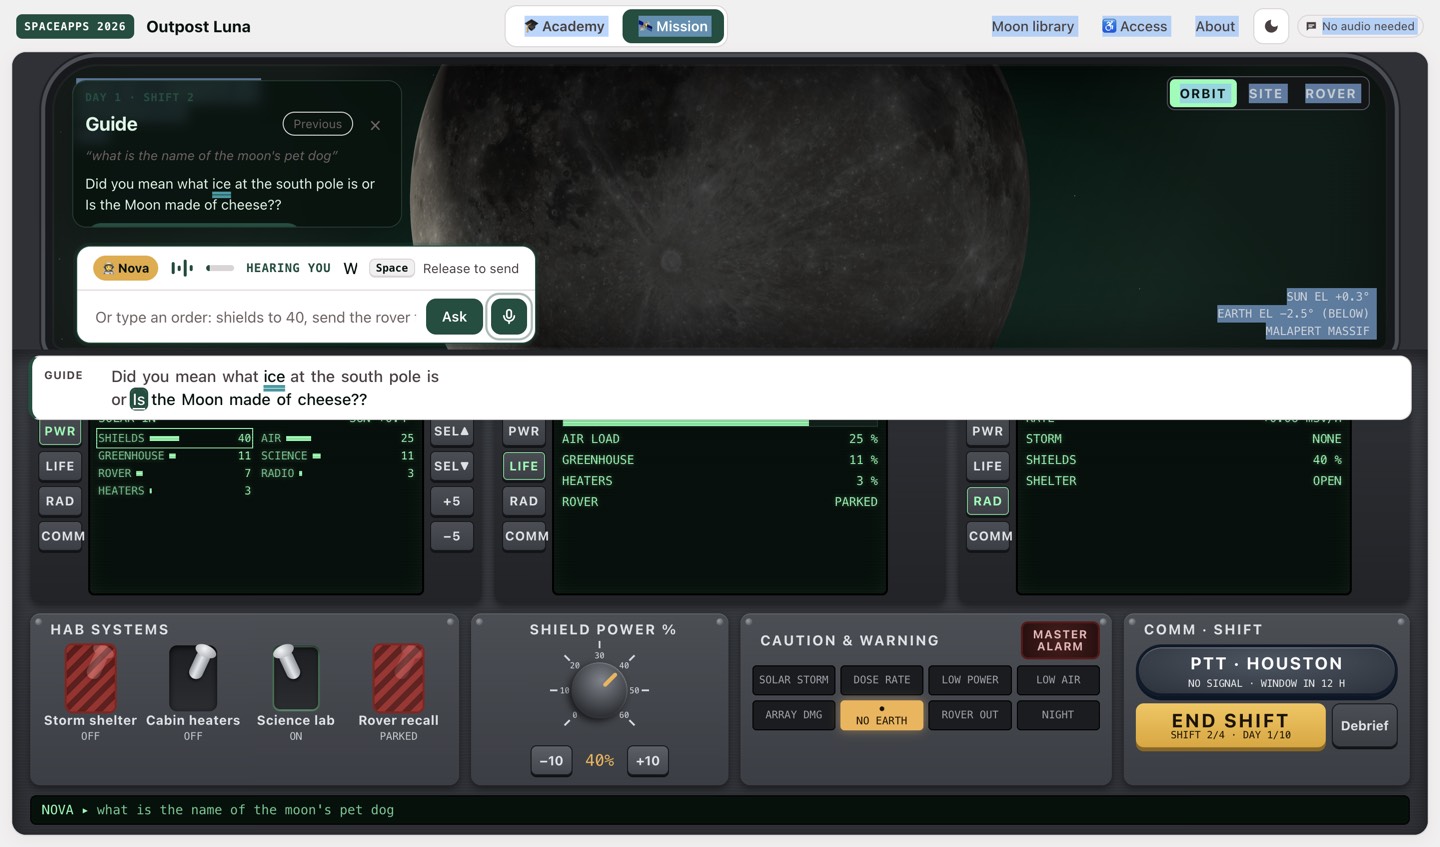 SPACEAPPS 2026
Outpost Luna
Academy
Mission
Moon library
Access
About
No audio needed
DAY 1 · SHIFT 2
Guide
Previous
×
“what is the name of the moon's pet dog”
Did you mean what ice at the south pole is or
Is the Moon made of cheese??
ORBIT
SITE
ROVER
Nova
HEARING YOU
W
Space
Release to send
Or type an order: shields to 40, send the rover
Ask
SUN EL +0.3°
EARTH EL −2.5° (BELOW)
MALAPERT MASSIF
GUIDE
Did you mean what ice at the south pole is
or Is the Moon made of cheese??
PWR
LIFE
RAD
COMM
SHIELDS 40
AIR 25
GREENHOUSE 11
SCIENCE 11
ROVER 7
RADIO 3
HEATERS 3
SEL▲
SEL▼
+5
−5
PWR
LIFE
RAD
COMM
AIR LOAD 25 %
GREENHOUSE 11 %
HEATERS 3 %
ROVER PARKED
PWR
LIFE
RAD
COMM
STORM NONE
SHIELDS 40 %
SHELTER OPEN
HAB SYSTEMS
Storm shelter
OFF
Cabin heaters
OFF
Science lab
ON
Rover recall
PARKED
SHIELD POWER %
0
10
20
30
40
50
60
−10
40%
+10
CAUTION & WARNING
MASTER
ALARM
SOLAR STORM
DOSE RATE
LOW POWER
LOW AIR
ARRAY DMG
NO EARTH
ROVER OUT
NIGHT
COMM · SHIFT
PTT · HOUSTON
NO SIGNAL · WINDOW IN 12 H
END SHIFT
SHIFT 2/4 · DAY 1/10
Debrief
NOVA ▸ what is the name of the moon's pet dog